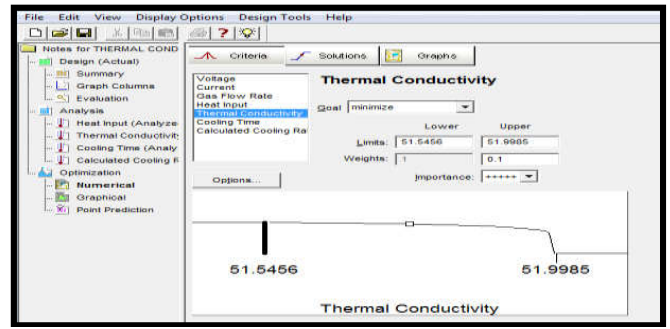 File Edit View Display Options Design Tools Help
Notes for THERMAL COND
Design (Actual)
Summary
Graph Columns
Evaluation
Analysis
Heat Input (Analyze
Thermal Conductivit
Cooling Time (Analy
Calculated Cooling R
Optimization
Numerical
Graphical
Point Prediction
Criteria Solutions Graphs
Voltage
Current
Gas Flow Rate
Heat Input
Thermal Conductivity
Cooling Time
Calculated Cooling Ra
Options...
Thermal Conductivity
Goal minimize
Lower Upper
Limits: 51.5456 51.9985
Weights: 1 0.1
Importance: +++++
51.5456 51.9985
Thermal Conductivity